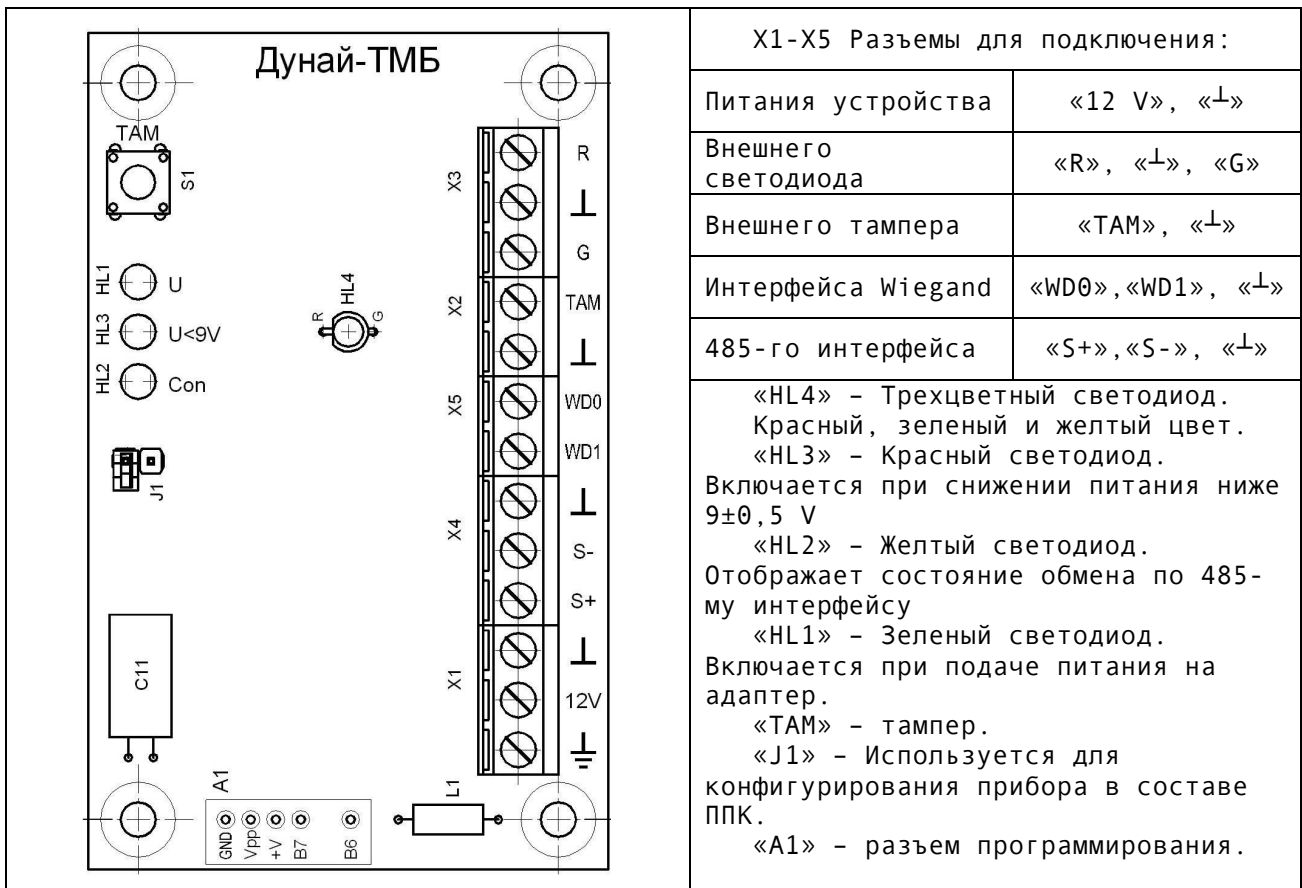 Дунай-ТМБ
TAM
S1
HL1
U
HL3
U<9V
HL2
Con
J1
C11
HL4
R
G
X3
R
⊥
G
X2
TAM
⊥
X5
WD0
WD1
X4
⊥
S-
S+
X1
⊥
12V
⏚
A1
GND
Vpp
+V
B7
B6
L1
X1-X5 Разъемы для подключения:
Питания устройства «12 V», «┴»
Внешнего
светодиода
«R», «┴», «G»
Внешнего тампера «TAM», «┴»
Интерфейса Wiegand «WD0»,«WD1», «┴»
485-го интерфейса «S+»,«S-», «┴»
«HL4» – Трехцветный светодиод.
Красный, зеленый и желтый цвет.
«HL3» – Красный светодиод.
Включается при снижении питания ниже
9±0,5 V
«HL2» – Желтый светодиод.
Отображает состояние обмена по 485-
му интерфейсу
«HL1» – Зеленый светодиод.
Включается при подаче питания на
адаптер.
«TAM» – тампер.
«J1» – Используется для
конфигурирования прибора в составе
ППК.
«A1» – разъем программирования.